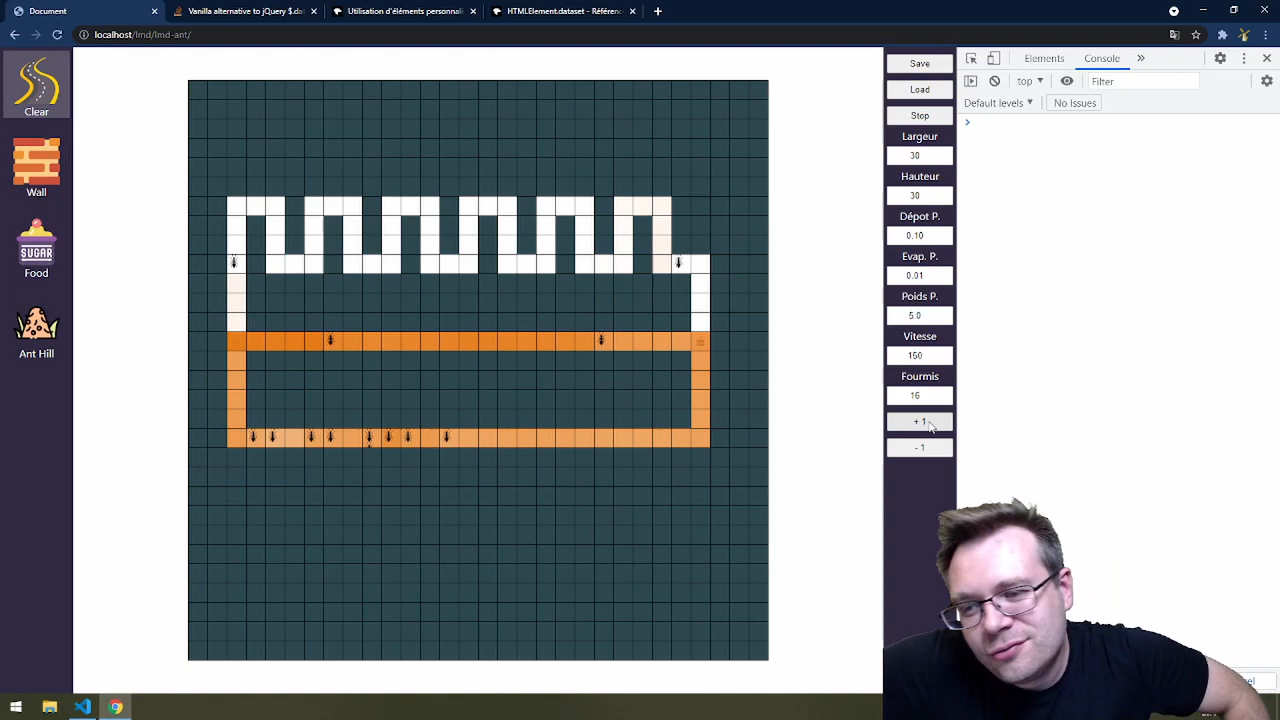 Document
Vanilla alternative to jQuery $.da
Utilisation d'éléments personnal
HTMLElement.dataset - Référenc
localhost/lmd/lmd-ant/
Clear
Wall
SUGAR
Food
Ant Hill
Save
Load
Stop
Largeur
30
Hauteur
30
Dépot P.
0.10
Evap. P.
0.01
Poids P.
5.0
Vitesse
150
Fourmis
16
+ 1
- 1
Elements
Console
top
Filter
Default levels
No Issues